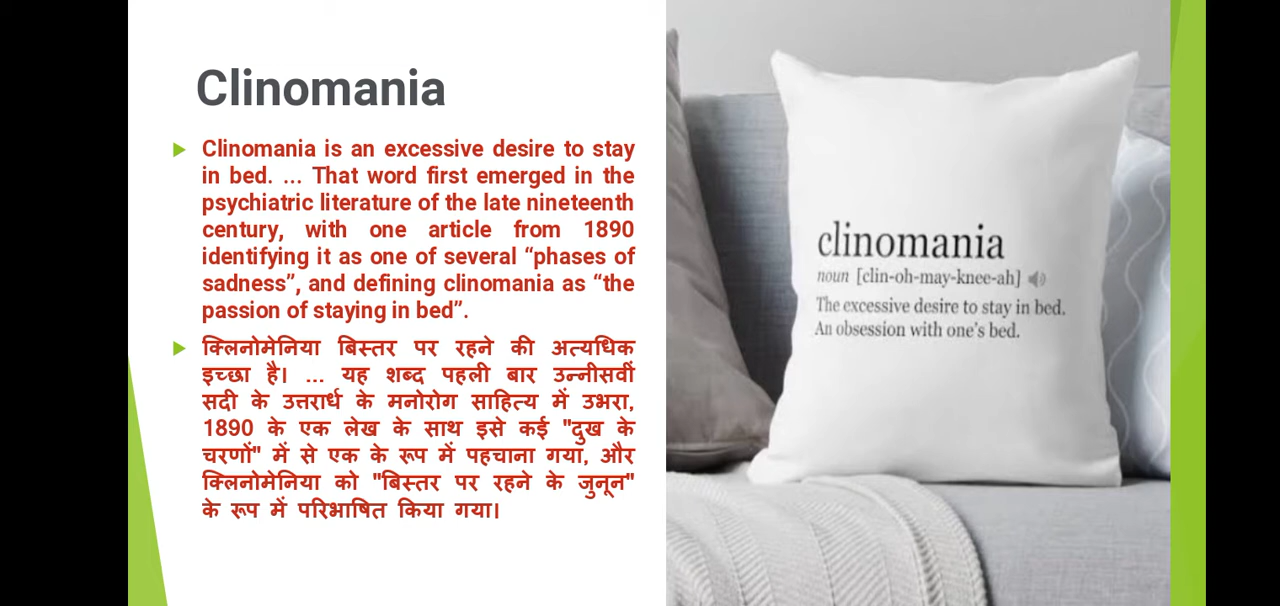 Clinomania
Clinomania is an excessive desire to stay
in bed. ... That word first emerged in the
psychiatric literature of the late nineteenth
century, with one article from 1890
identifying it as one of several “phases of
sadness”, and defining clinomania as “the
passion of staying in bed”.
क्लिनोमेनिया बिस्तर पर रहने की अत्यधिक
इच्छा है। ... यह शब्द पहली बार उन्नीसवीं
सदी के उत्तरार्ध के मनोरोग साहित्य में उभरा,
1890 के एक लेख के साथ इसे कई "दुख के
चरणों" में से एक के रूप में पहचाना गया, और
क्लिनोमेनिया को "बिस्तर पर रहने के जुनून"
के रूप में परिभाषित किया गया।
clinomania
noun [clin-oh-may-knee-ah]
The excessive desire to stay in bed.
An obsession with one’s bed.